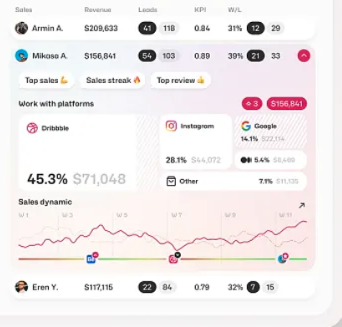 Sales Revenue Leads KPI W/L
Armin A. $209,633 41 118 0.84 31% 12 29
Mikasa A. $156,841 54 103 0.89 39% 21 33
Top sales 💪 Sales streak 🔥 Top review 👍
Work with platforms 3 $156,841
Dribbble Instagram Google
14.1% $22,114
28.1% $44,072 5.4% $8,469
45.3% $71,048 Other 7.1% $11,135
Sales dynamic
W 1 W 3 W 5 W 7 W 9 W 11
Eren Y. $117,115 22 84 0.79 32% 7 15